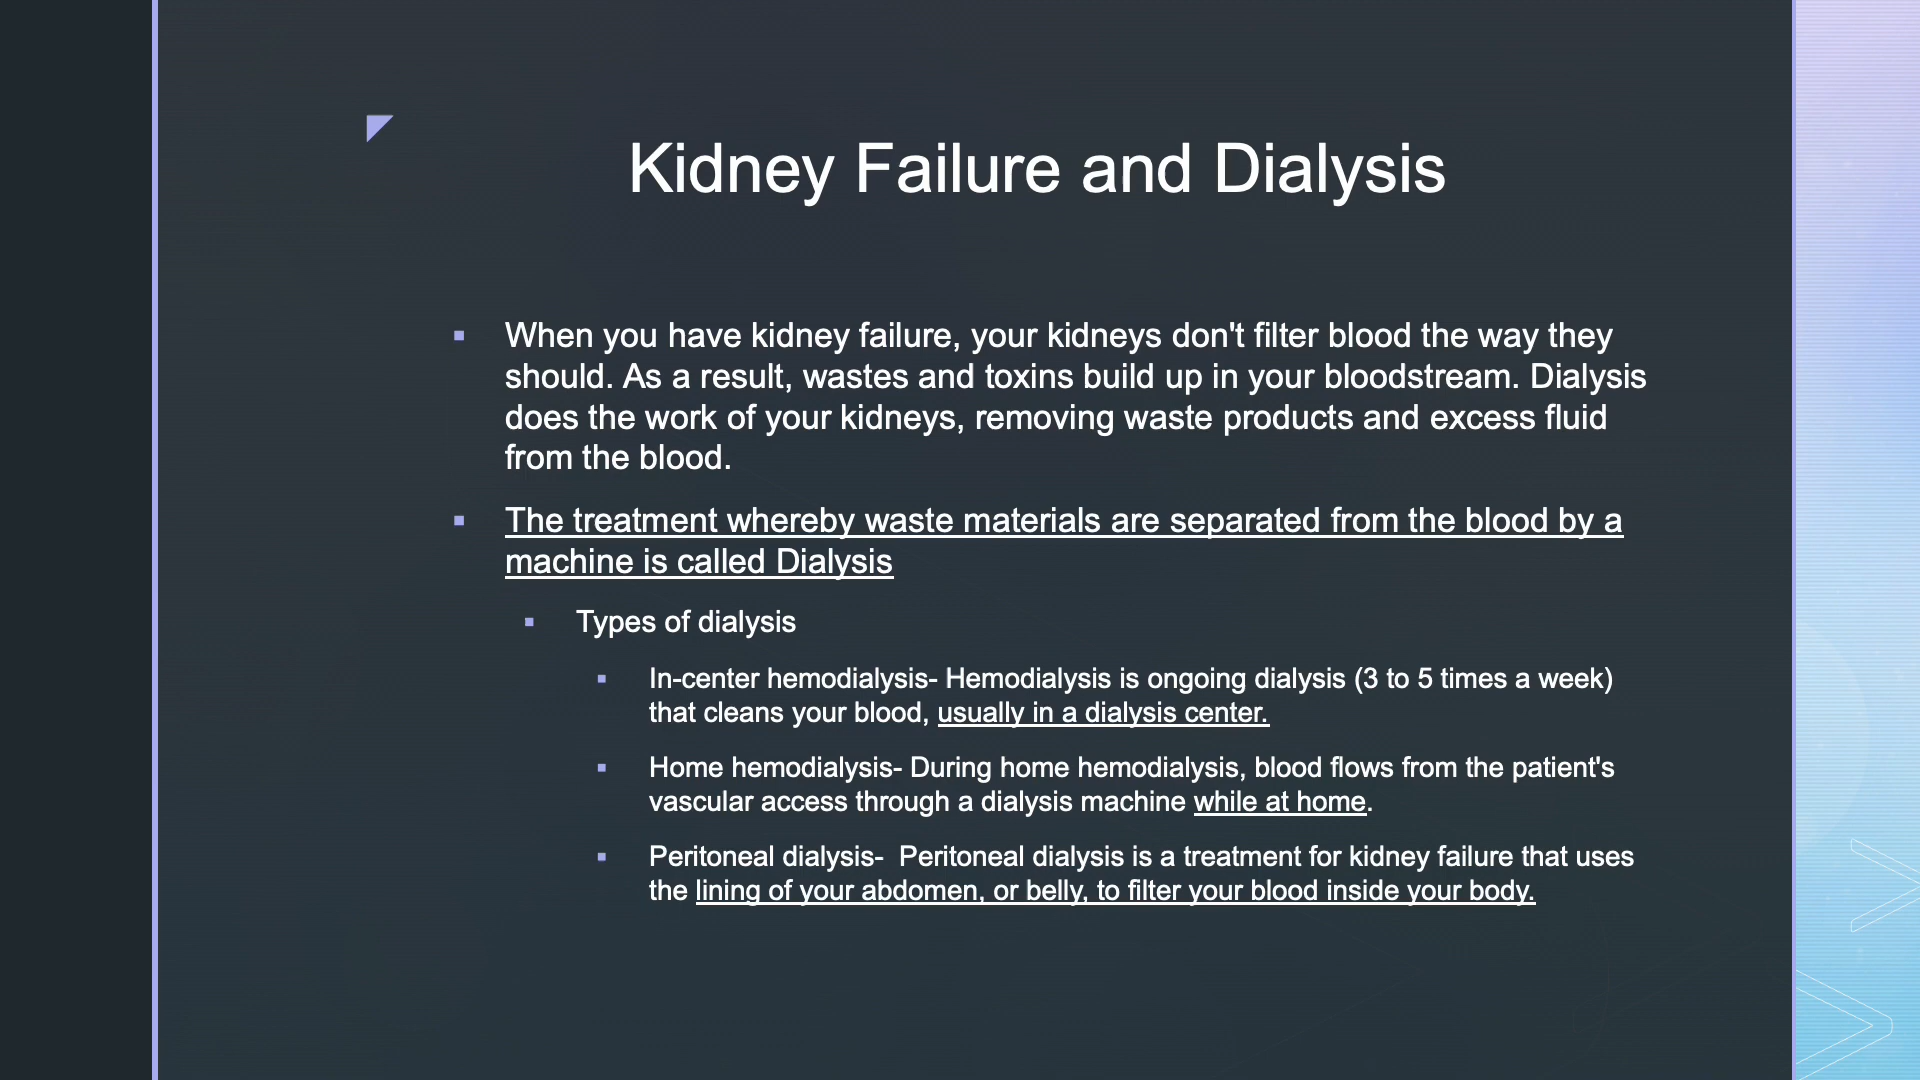 Kidney Failure and Dialysis
When you have kidney failure, your kidneys don't filter blood the way they
should. As a result, wastes and toxins build up in your bloodstream. Dialysis
does the work of your kidneys, removing waste products and excess fluid
from the blood.
The treatment whereby waste materials are separated from the blood by a
machine is called Dialysis
Types of dialysis
In-center hemodialysis- Hemodialysis is ongoing dialysis (3 to 5 times a week)
that cleans your blood, usually in a dialysis center.
Home hemodialysis- During home hemodialysis, blood flows from the patient's
vascular access through a dialysis machine while at home.
Peritoneal dialysis-  Peritoneal dialysis is a treatment for kidney failure that uses
the lining of your abdomen, or belly, to filter your blood inside your body.